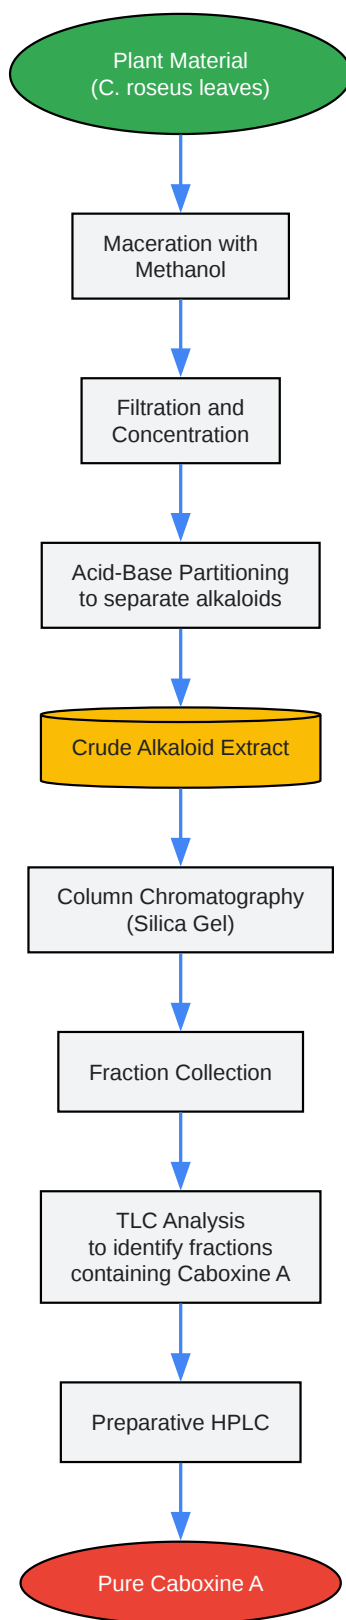 Plant Material
(C. roseus leaves)
Maceration with
Methanol
Filtration and
Concentration
Acid-Base Partitioning
to separate alkaloids
Crude Alkaloid Extract
Column Chromatography
(Silica Gel)
Fraction Collection
TLC Analysis
to identify fractions
containing Caboxine A
Preparative HPLC
Pure Caboxine A